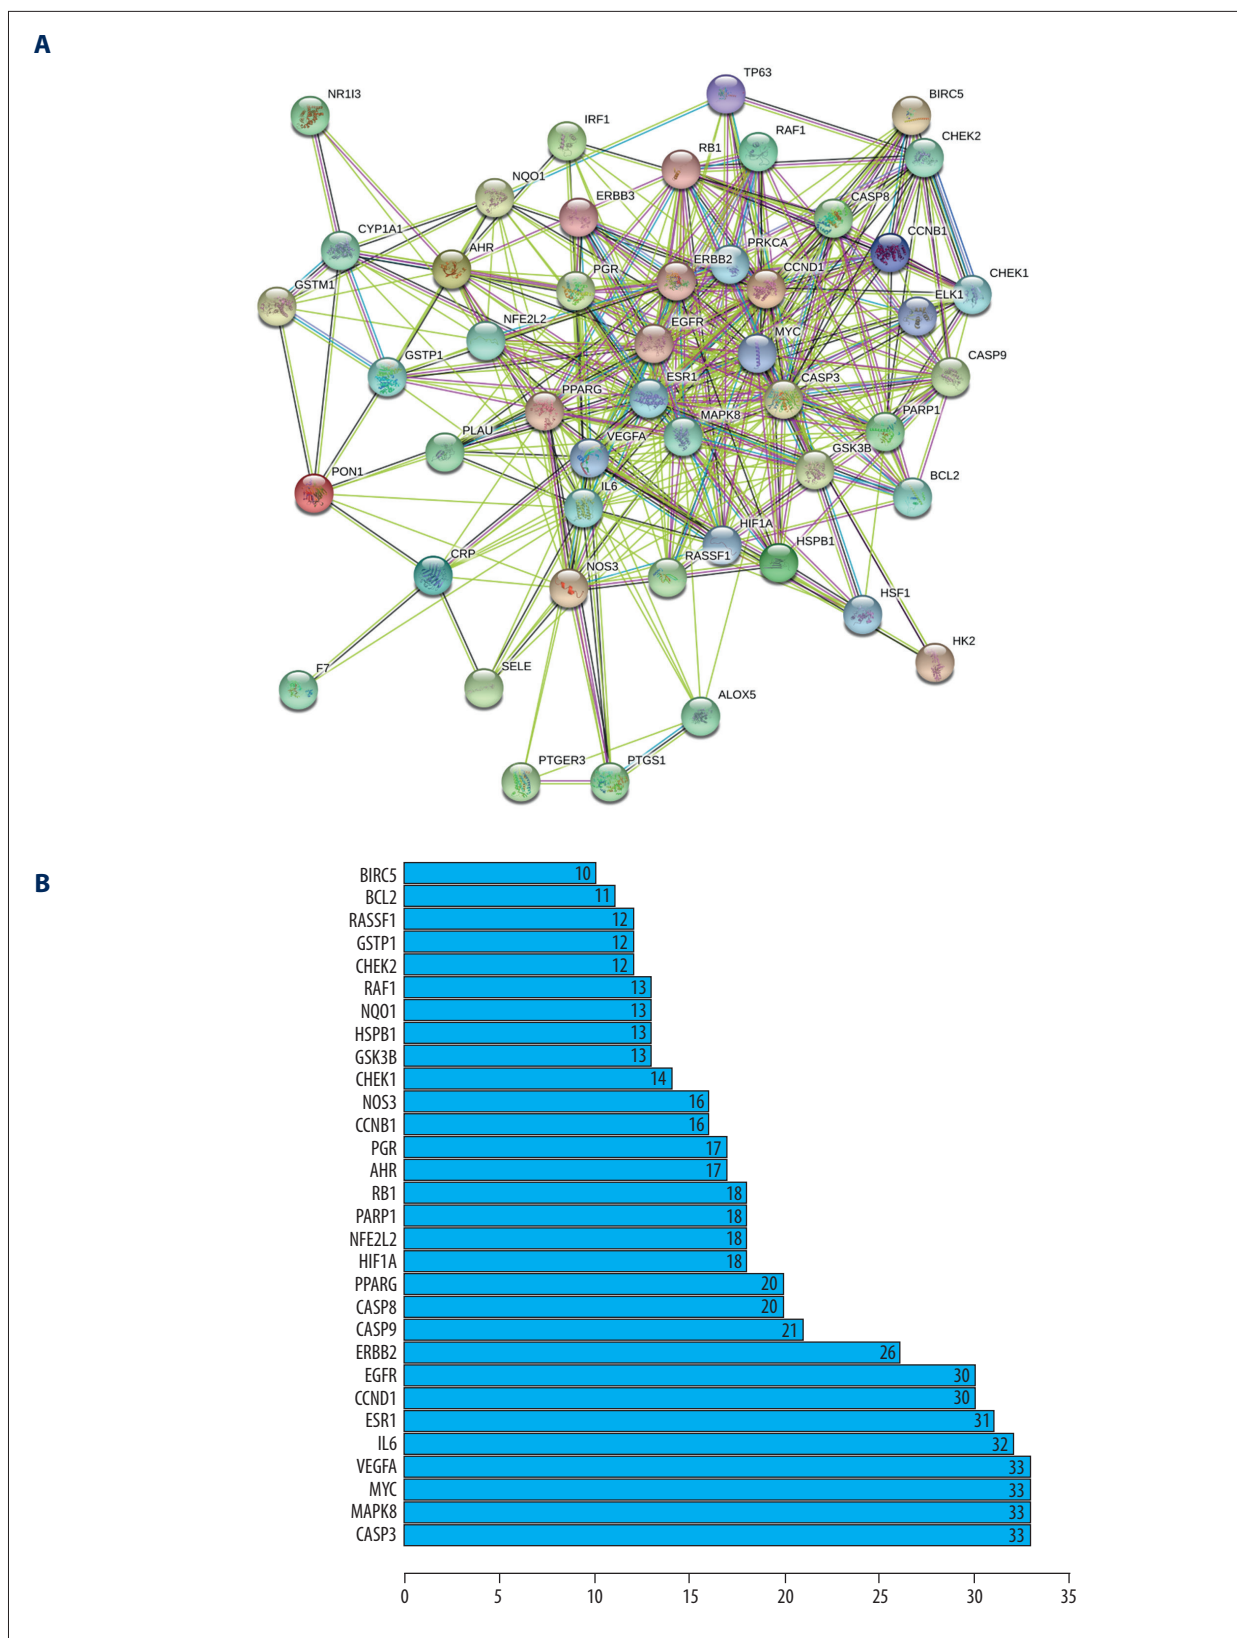 A
TP63
NR1I3
BIRC5
IRF1
RAF1
CHEK2
RB1
NQO1
ERBB3
CASP8
CYP1A1
AHR
PRKCA
CCNB1
ERBB2
CCND1
PGR
CHEK1
GSTM1
ELK1
NFE2L2
EGFR
MYC
GSTP1
CASP9
ESR1
CASP3
PPARG
MAPK8
PARP1
PLAU
VEGFA
GSK3B
PON1
IL6
BCL2
HIF1A
HSPB1
CRP
NOS3
RASSF1
HSF1
HK2
F7
SELE
ALOX5
PTGER3
PTGS1
B
BIRC5 10
BCL2 11
RASSF1 12
GSTP1 12
CHEK2 12
RAF1 13
NQO1 13
HSPB1 13
GSK3B 13
CHEK1 14
NOS3 16
CCNB1 16
PGR 17
AHR 17
RB1 18
PARP1 18
NFE2L2 18
HIF1A 18
PPARG 20
CASP8 20
CASP9 21
ERBB2 26
EGFR 30
CCND1 30
ESR1 31
IL6 32
VEGFA 33
MYC 33
MAPK8 33
CASP3 33
0 5 10 15 20 25 30 35